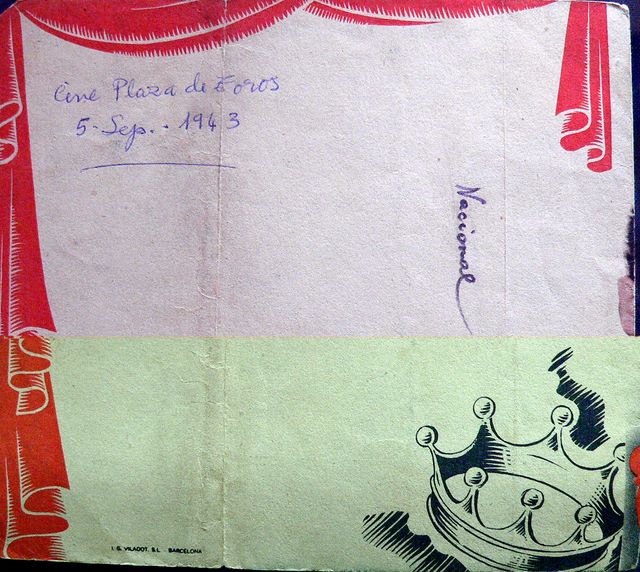 Cine Plaza de Toros
5 - Sep. - 1943
Nacional
I. G. VILADOT, S.L. - BARCELONA